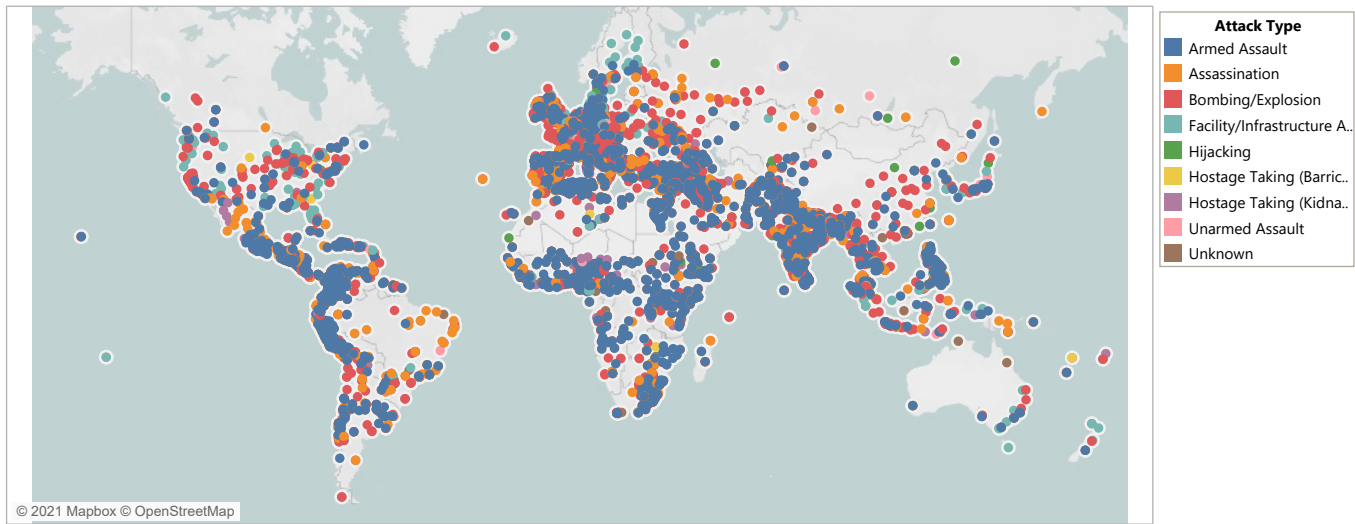 Attack Type
Armed Assault
Assassination
Bombing/Explosion
Facility/Infrastructure A..
Hijacking
Hostage Taking (Barric..
Hostage Taking (Kidna..
Unarmed Assault
Unknown
© 2021 Mapbox © OpenStreetMap